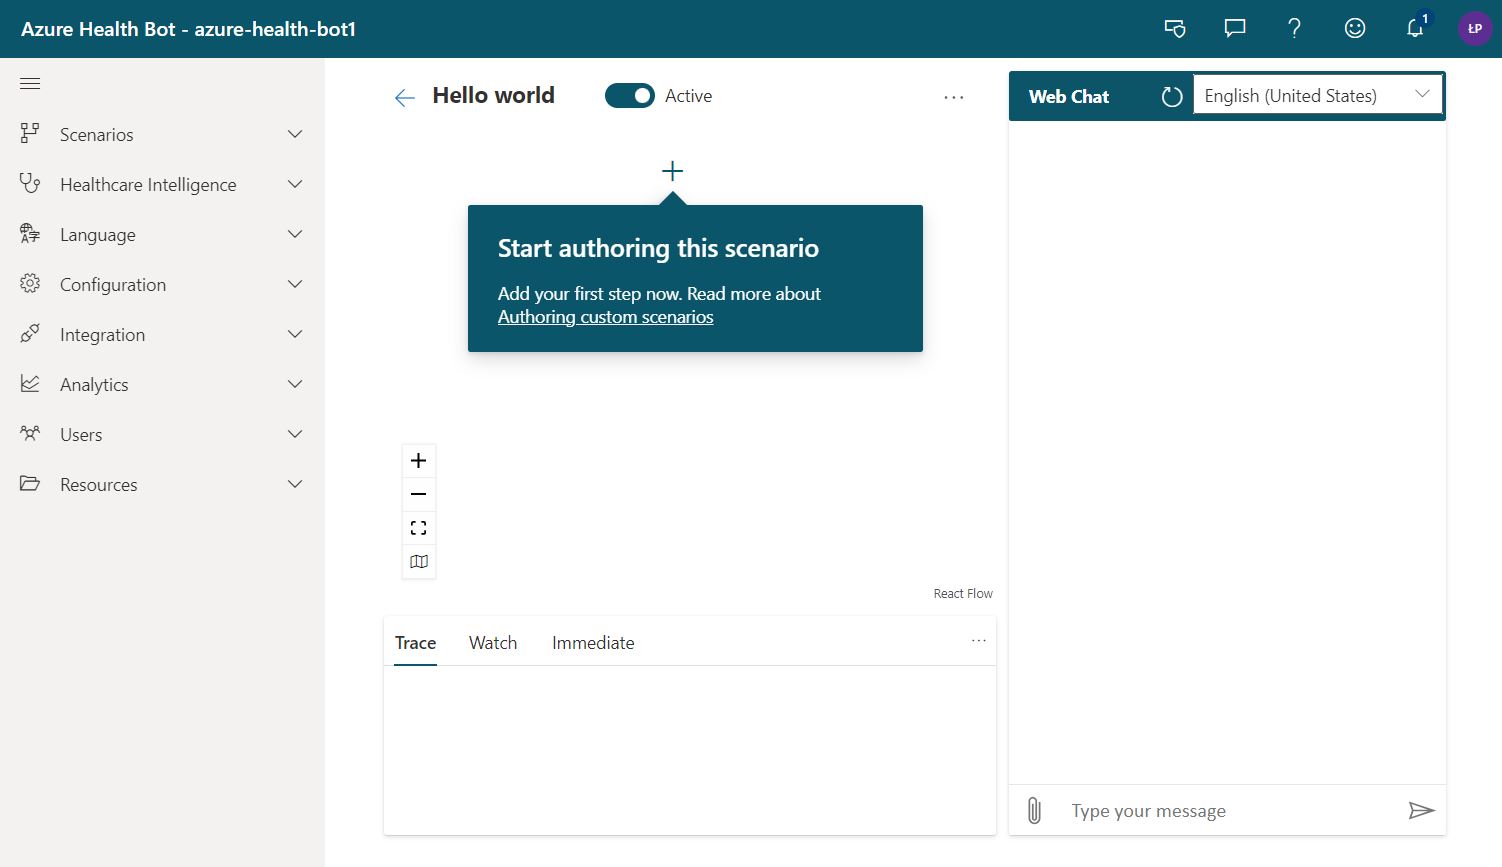 Azure Health Bot - azure-health-bot1
1
ŁP
Scenarios
Healthcare Intelligence
Language
Configuration
Integration
Analytics
Users
Resources
Hello world
Active
Start authoring this scenario
Add your first step now. Read more about
Authoring custom scenarios
React Flow
Trace Watch Immediate
Web Chat
English (United States)
Type your message